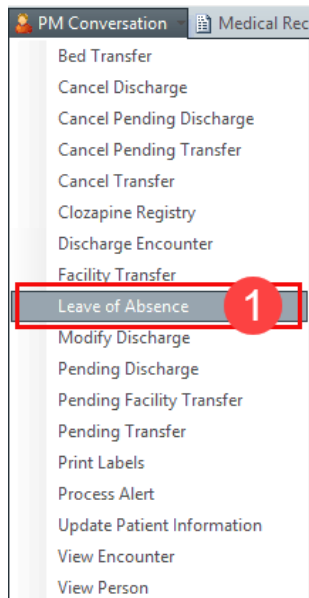 PM Conversation Medical Rec
Bed Transfer
Cancel Discharge
Cancel Pending Discharge
Cancel Pending Transfer
Cancel Transfer
Clozapine Registry
Discharge Encounter
Facility Transfer
Leave of Absence 1
Modify Discharge
Pending Discharge
Pending Facility Transfer
Pending Transfer
Print Labels
Process Alert
Update Patient Information
View Encounter
View Person